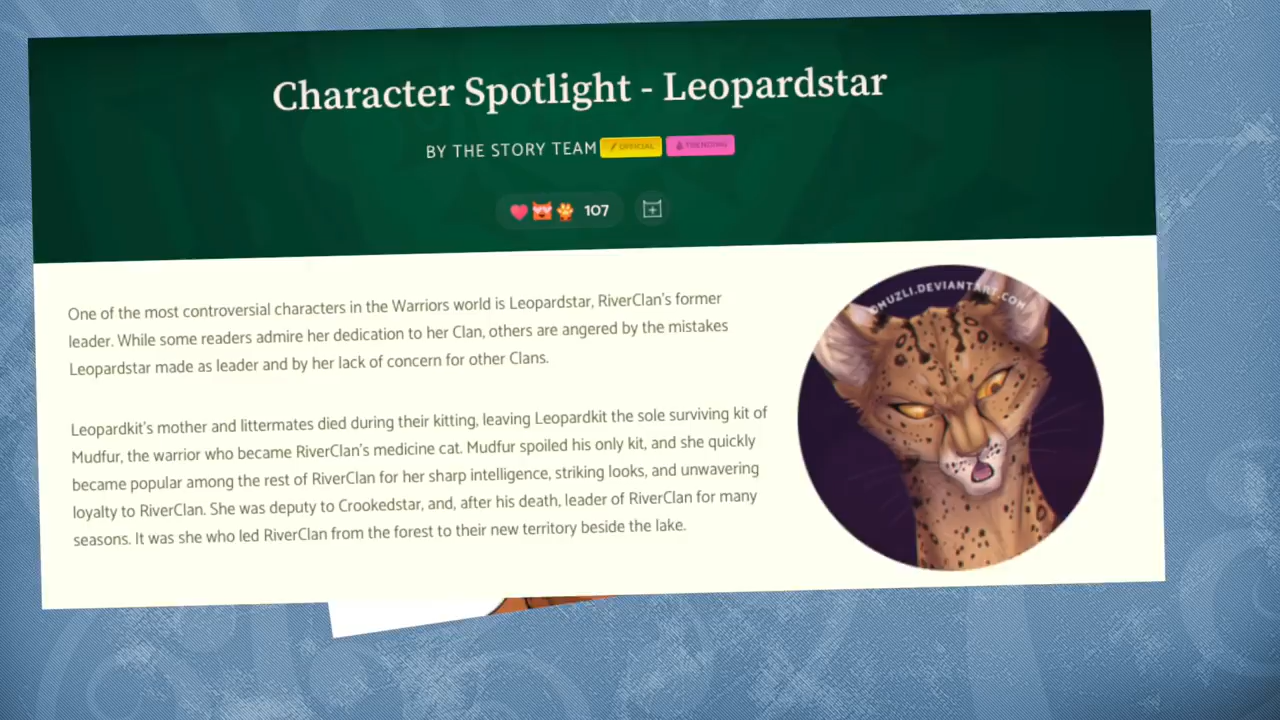 Character Spotlight - Leopardstar
BY THE STORY TEAM OFFICIAL TRENDING
107
OHUZLI.DEVIANTART.COM
One of the most controversial characters in the Warriors world is Leopardstar, RiverClan's former
leader. While some readers admire her dedication to her Clan, others are angered by the mistakes
Leopardstar made as leader and by her lack of concern for other Clans.
Leopardkit's mother and littermates died during their kitting, leaving Leopardkit the sole surviving kit of
Mudfur, the warrior who became RiverClan's medicine cat. Mudfur spoiled his only kit, and she quickly
became popular among the rest of RiverClan for her sharp intelligence, striking looks, and unwavering
loyalty to RiverClan. She was deputy to Crookedstar, and, after his death, leader of RiverClan for many
seasons. It was she who led RiverClan from the forest to their new territory beside the lake.